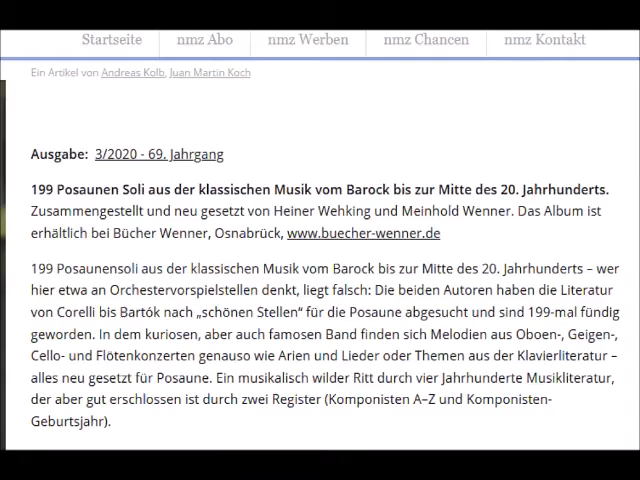 Startseite nmz Abo nmz Werben nmz Chancen nmz Kontakt
Ein Artikel von Andreas Kolb, Juan Martin Koch
Ausgabe: 3/2020 - 69. Jahrgang
199 Posaunen Soli aus der klassischen Musik vom Barock bis zur Mitte des 20. Jahrhunderts.
Zusammengestellt und neu gesetzt von Heiner Wehking und Meinhold Wenner. Das Album ist
erhältlich bei Bücher Wenner, Osnabrück, www.buecher-wenner.de
199 Posaunensoli aus der klassischen Musik vom Barock bis zur Mitte des 20. Jahrhunderts – wer
hier etwa an Orchestervorspielstellen denkt, liegt falsch: Die beiden Autoren haben die Literatur
von Corelli bis Bartók nach „schönen Stellen“ für die Posaune abgesucht und sind 199-mal fündig
geworden. In dem kuriosen, aber auch famosen Band finden sich Melodien aus Oboen-, Geigen-,
Cello- und Flötenkonzerten genauso wie Arien und Lieder oder Themen aus der Klavierliteratur –
alles neu gesetzt für Posaune. Ein musikalisch wilder Ritt durch vier Jahrhunderte Musikliteratur,
der aber gut erschlossen ist durch zwei Register (Komponisten A–Z und Komponisten-
Geburtsjahr).